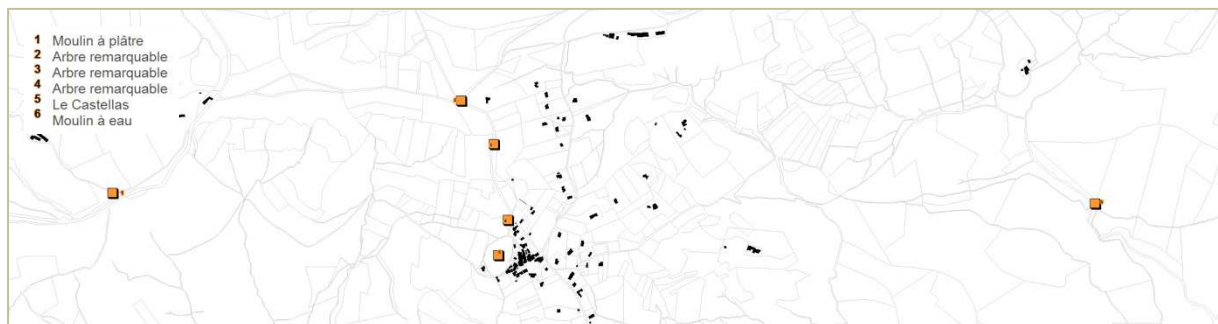 1 Moulin à plâtre
2 Arbre remarquable
3 Arbre remarquable
4 Arbre remarquable
5 Le Castellas
6 Moulin à eau